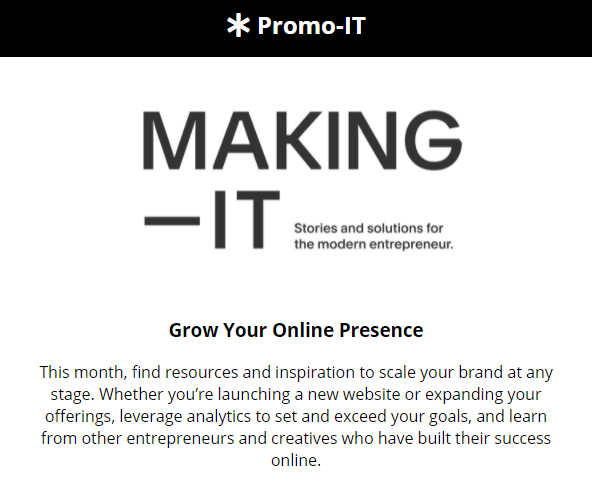 * Promo-IT
MAKING
—IT
Stories and solutions for
the modern entrepreneur.
Grow Your Online Presence
This month, find resources and inspiration to scale your brand at any
stage. Whether you’re launching a new website or expanding your
offerings, leverage analytics to set and exceed your goals, and learn
from other entrepreneurs and creatives who have built their success
online.